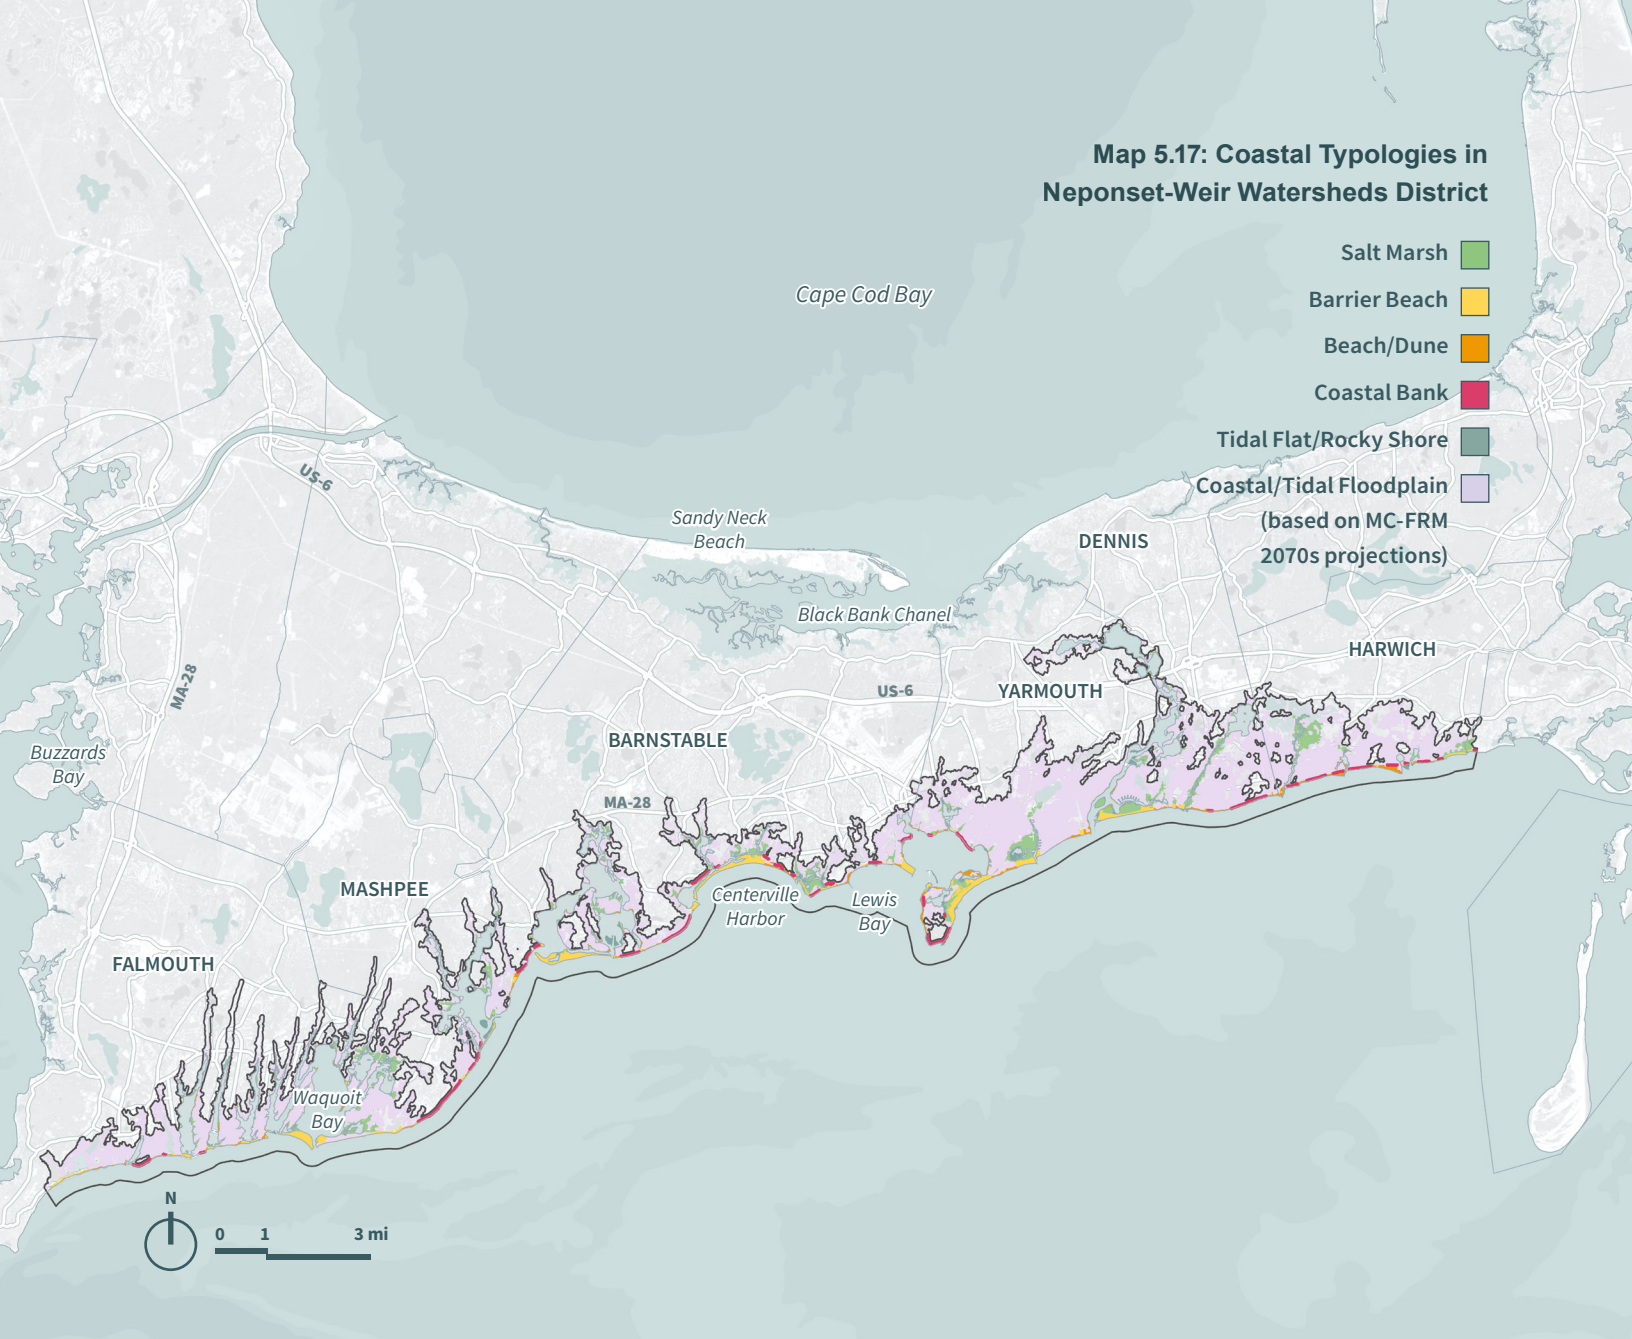 Map 5.17: Coastal Typologies in
Neponset-Weir Watersheds District
Salt Marsh
Barrier Beach
Beach/Dune
Coastal Bank
Tidal Flat/Rocky Shore
Coastal/Tidal Floodplain
(based on MC-FRM
2070s projections)
Cape Cod Bay
US-6
Sandy Neck
Beach
DENNIS
Black Bank Chanel
HARWICH
MA-28
US-6
YARMOUTH
BARNSTABLE
Buzzards
Bay
MA-28
MASHPEE
Centerville
Harbor
Lewis
Bay
FALMOUTH
Waquoit
Bay
N
0 1 3 mi